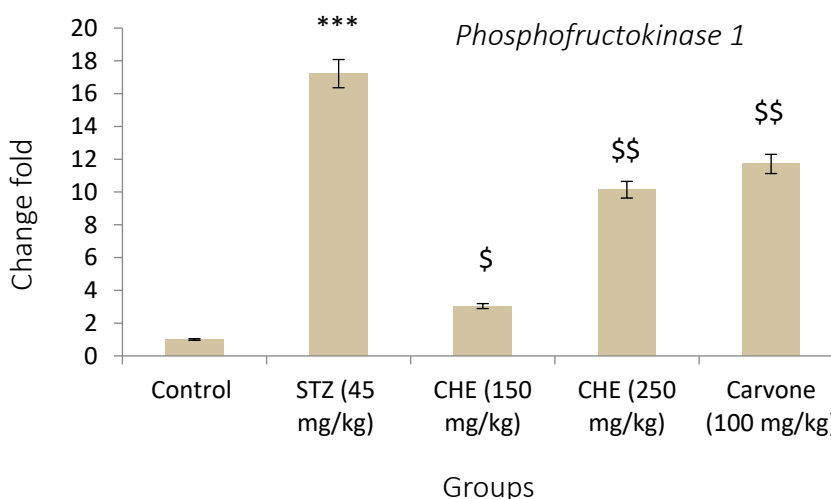 Phosphofructokinase 1
***
$
$$
$$
Change fold
20
18
16
14
12
10
8
6
4
2
0
Control
STZ (45
mg/kg)
CHE (150
mg/kg)
CHE (250
mg/kg)
Carvone
(100 mg/kg)
Groups